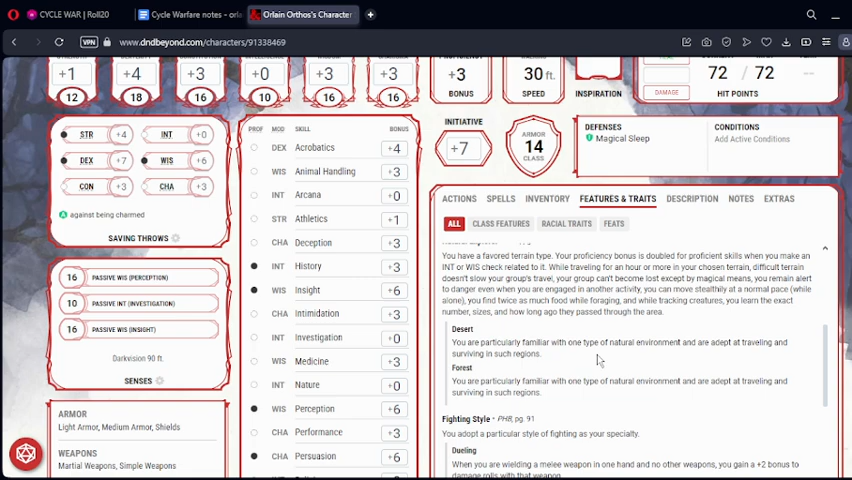 CYCLE WAR | Roll20
Cycle Warfare notes - orla
Orlain Orthos's Character
VPN
www.dndbeyond.com/characters/91338469
+1
+4
+3
+0
+3
+3
12
18
16
10
16
16
+3
BONUS
30 ft.
SPEED
INSPIRATION
DAMAGE
72 / 72
--
HIT POINTS
STR +4
INT +0
DEX +7
WIS +6
CON +3
CHA +3
A against being charmed
SAVING THROWS
16 PASSIVE WIS (PERCEPTION)
10 PASSIVE INT (INVESTIGATION)
16 PASSIVE WIS (INSIGHT)
Darkvision 90 ft.
SENSES
ARMOR
Light Armor, Medium Armor, Shields
WEAPONS
Martial Weapons, Simple Weapons
PROF MOD SKILL BONUS
DEX Acrobatics +4
WIS Animal Handling +3
INT Arcana +0
STR Athletics +1
CHA Deception +3
INT History +3
WIS Insight +6
CHA Intimidation +3
INT Investigation +0
WIS Medicine +3
INT Nature +0
WIS Perception +6
CHA Performance +3
CHA Persuasion +6
INITIATIVE
+7
ARMOR
14
CLASS
DEFENSES
Magical Sleep
CONDITIONS
Add Active Conditions
ACTIONS SPELLS INVENTORY FEATURES & TRAITS DESCRIPTION NOTES EXTRAS
ALL CLASS FEATURES RACIAL TRAITS FEATS
You have a favored terrain type. Your proficiency bonus is doubled for proficient skills when you make an
INT or WIS check related to it. While traveling for an hour or more in your chosen terrain, difficult terrain
doesn't slow your group's travel, your group can't become lost except by magical means, you remain alert
to danger even when you are engaged in another activity, you can move stealthily at a normal pace (while
alone), you find twice as much food while foraging, and while tracking creatures, you learn the exact
number, sizes, and how long ago they passed through the area.
Desert
You are particularly familiar with one type of natural environment and are adept at traveling and
surviving in such regions.
Forest
You are particularly familiar with one type of natural environment and are adept at traveling and
surviving in such regions.
Fighting Style • PHB, pg. 91
You adopt a particular style of fighting as your specialty.
Dueling
When you are wielding a melee weapon in one hand and no other weapons, you gain a +2 bonus to
damage rolls with that weapon.